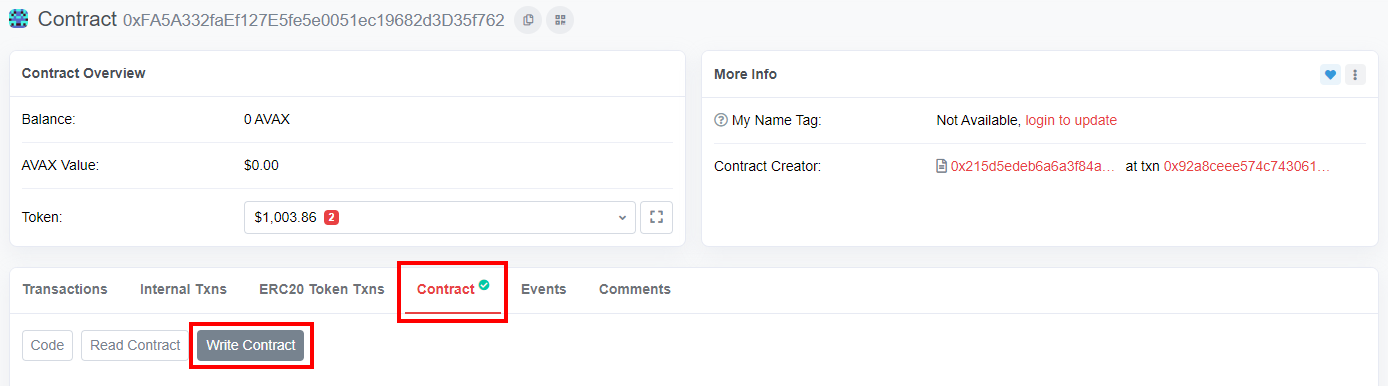 Contract 0xFA5A332faEf127E5fe5e0051ec19682d3D35f762
Contract Overview
Balance: 0 AVAX
AVAX Value: $0.00
Token: $1,003.86 2
More Info
My Name Tag: Not Available, login to update
Contract Creator: 0x215d5edeb6a6a3f84a... at txn 0x92a8ceee574c743061...
Transactions Internal Txns ERC20 Token Txns Contract Events Comments
Code Read Contract Write Contract